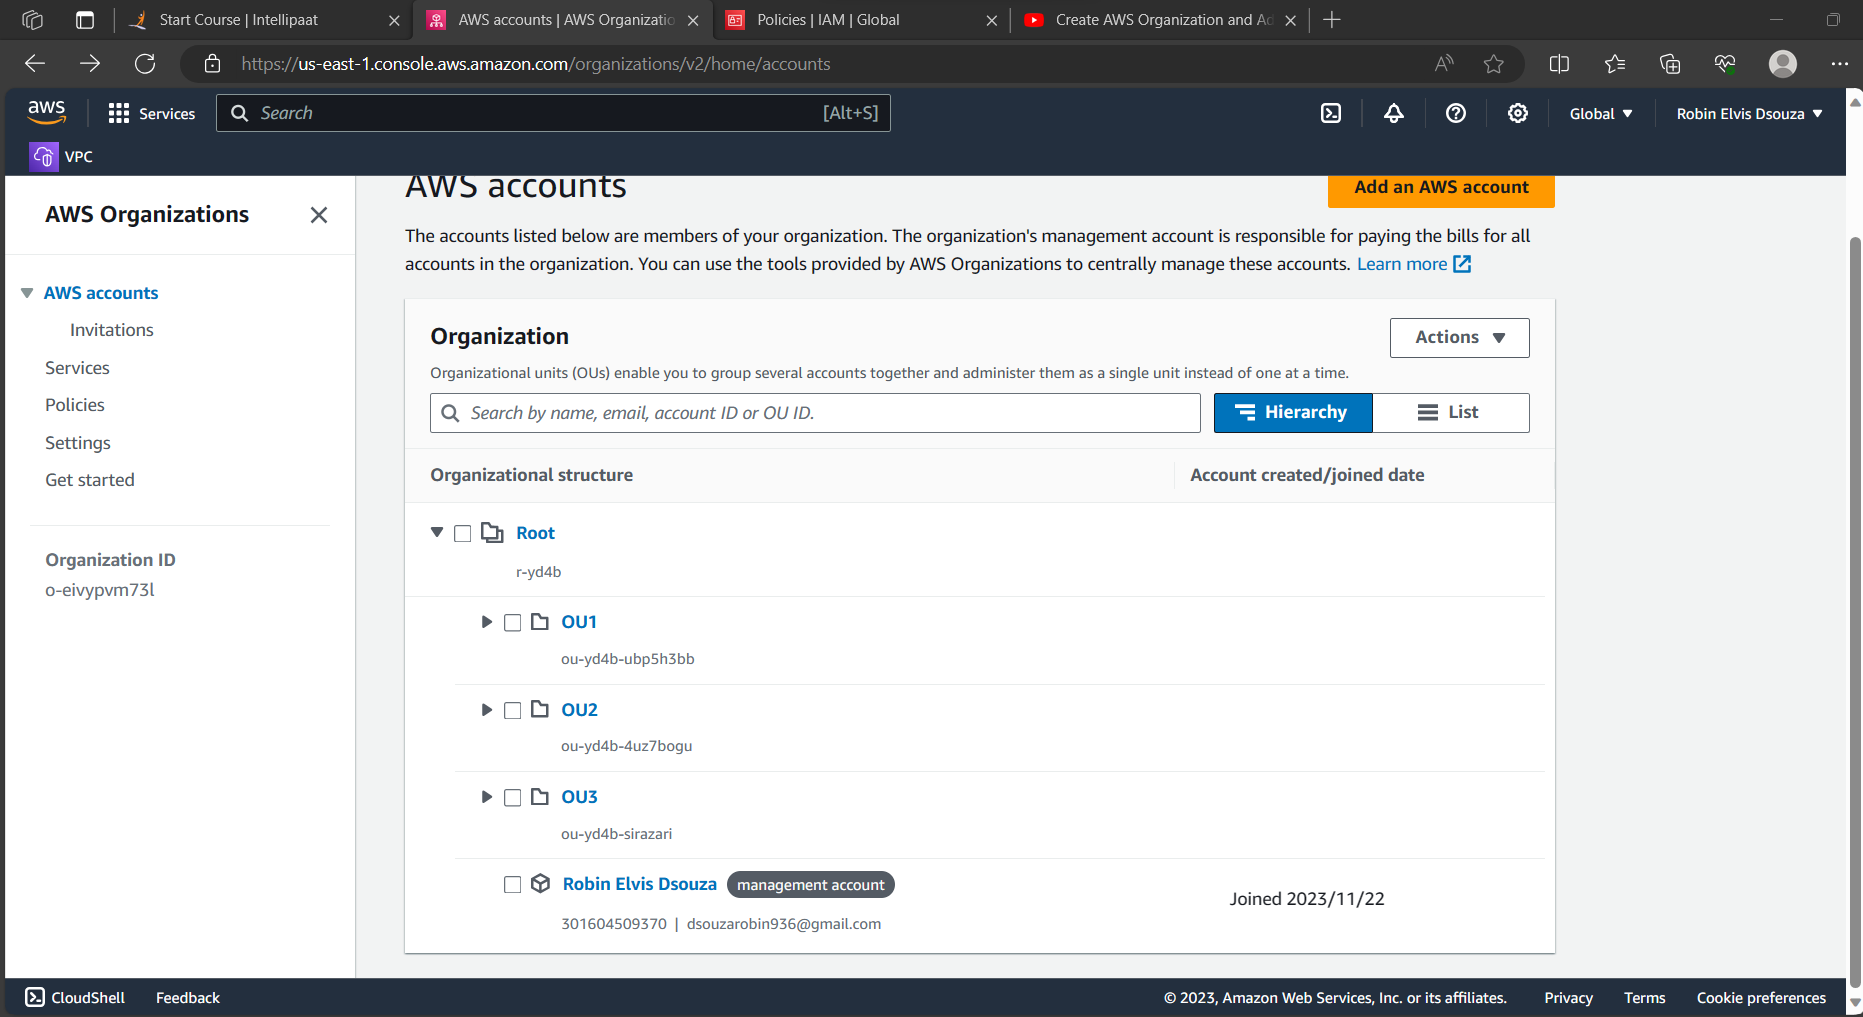 Start Course | Intellipaat
AWS accounts | AWS Organizatio
Policies | IAM | Global
Create AWS Organization and Ad
https://us-east-1.console.aws.amazon.com/organizations/v2/home/accounts
aws
Services
Search
[Alt+S]
Global
Robin Elvis Dsouza
VPC
AWS Organizations
AWS accounts
Invitations
Services
Policies
Settings
Get started
Organization ID
o-eivypvm73l
AWS accounts
Add an AWS account
The accounts listed below are members of your organization. The organization's management account is responsible for paying the bills for all
accounts in the organization. You can use the tools provided by AWS Organizations to centrally manage these accounts. Learn more
Organization
Actions
Organizational units (OUs) enable you to group several accounts together and administer them as a single unit instead of one at a time.
Search by name, email, account ID or OU ID.
Hierarchy
List
Organizational structure
Account created/joined date
Root
r-yd4b
OU1
ou-yd4b-ubp5h3bb
OU2
ou-yd4b-4uz7bogu
OU3
ou-yd4b-sirazari
Robin Elvis Dsouza management account
Joined 2023/11/22
301604509370 | dsouzarobin936@gmail.com
CloudShell
Feedback
© 2023, Amazon Web Services, Inc. or its affiliates.
Privacy
Terms
Cookie preferences